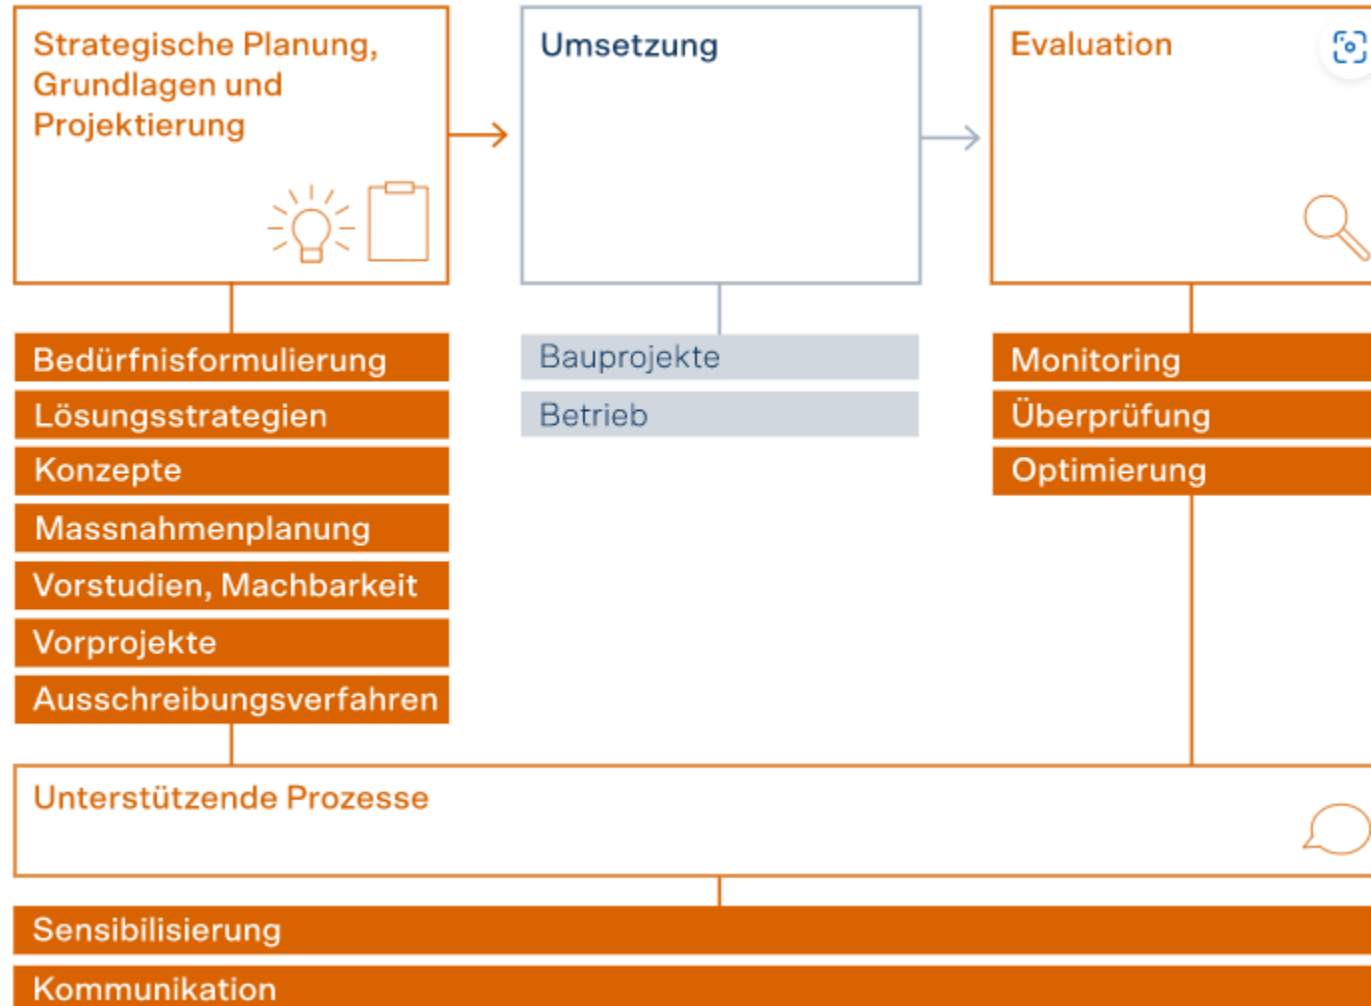 Strategische Planung,
Grundlagen und
Projektierung
Bedürfnisformulierung
Lösungsstrategien
Konzepte
Massnahmenplanung
Vorstudien, Machbarkeit
Vorprojekte
Ausschreibungsverfahren
Umsetzung
Bauprojekte
Betrieb
Evaluation
Monitoring
Überprüfung
Optimierung
Unterstützende Prozesse
Sensibilisierung
Kommunikation